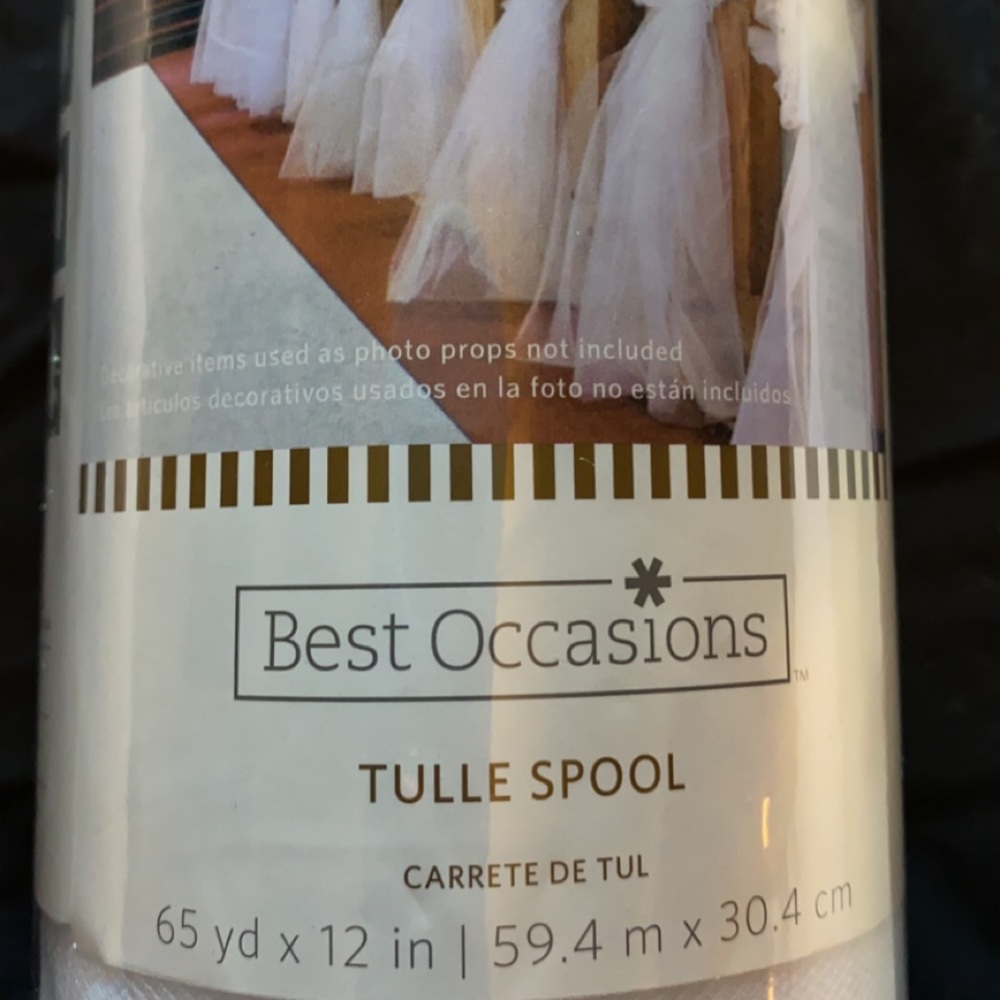 Decorative items used as photo props not included
Los artículos decorativos usados en la foto no están incluidos
Best Occasions
TM
TULLE SPOOL
CARRETE DE TUL
65 yd x 12 in | 59.4 m x 30.4 cm